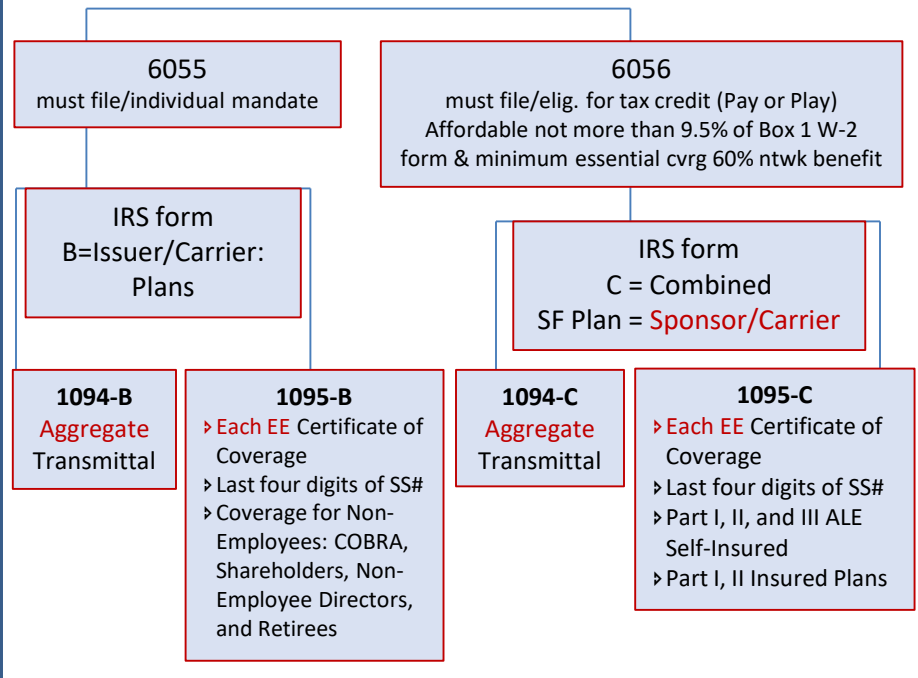 6055
must file/individual mandate
6056
must file/elig. for tax credit (Pay or Play)
Affordable not more than 9.5% of Box 1 W-2
form & minimum essential cvrg 60% ntwk benefit
IRS form
B=Issuer/Carrier:
Plans
IRS form
C = Combined
SF Plan = Sponsor/Carrier
1094-B
Aggregate
Transmittal
1095-B
Each EE Certificate of
Coverage
Last four digits of SS#
Coverage for Non-
Employees: COBRA,
Shareholders, Non-
Employee Directors,
and Retirees
1094-C
Aggregate
Transmittal
1095-C
Each EE Certificate of
Coverage
Last four digits of SS#
Part I, II, and III ALE
Self-Insured
Part I, II Insured Plans